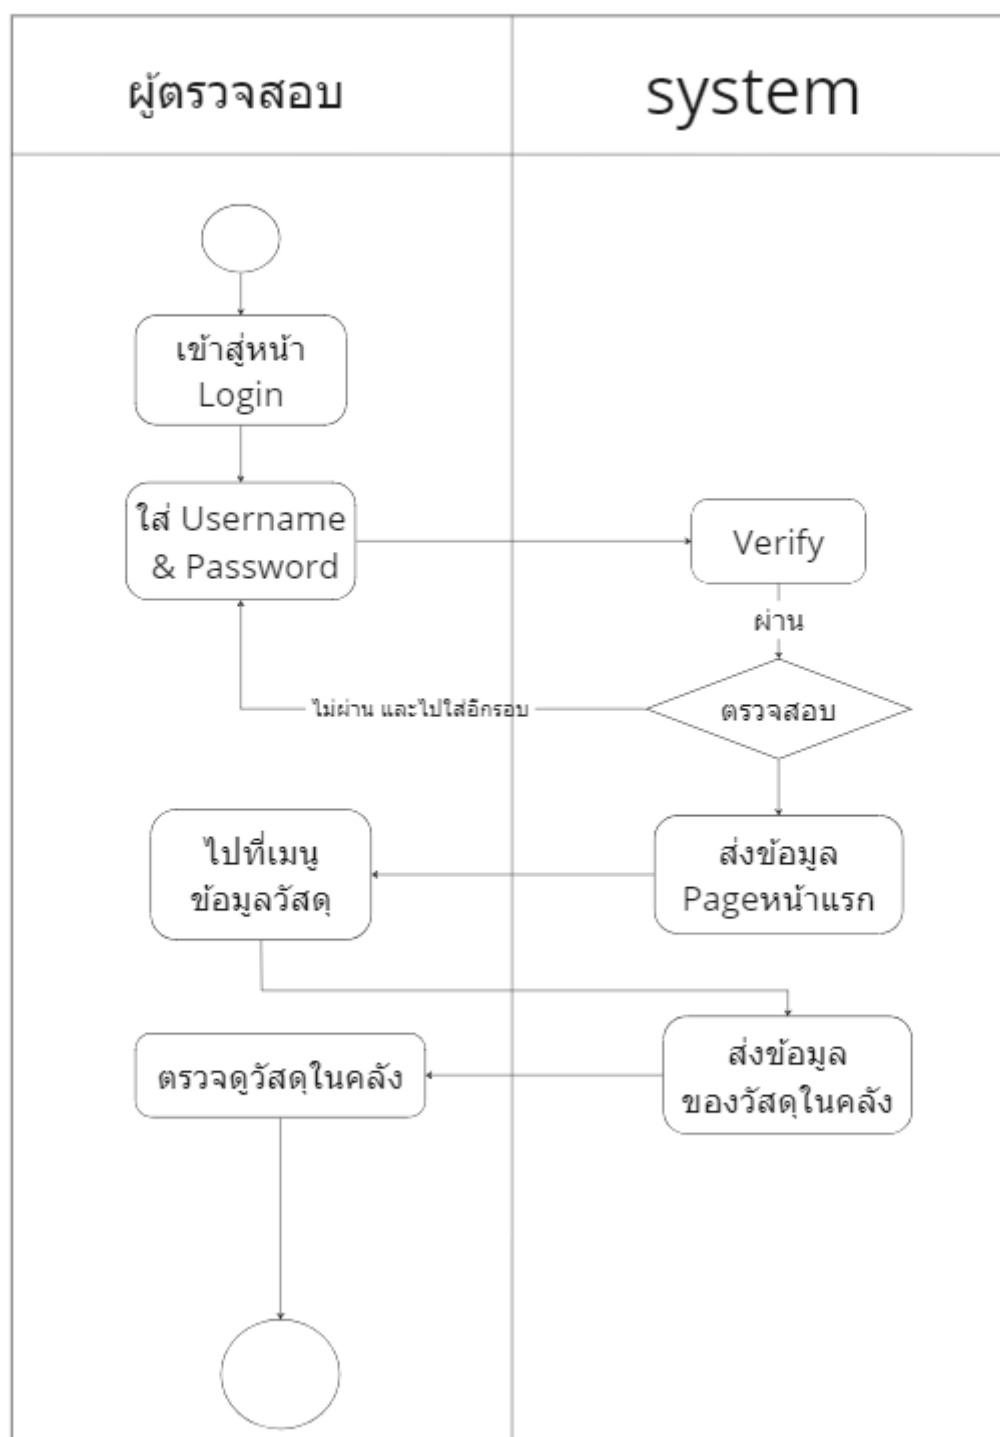 ผู้ตรวจสอบ
system
เข้าสู่หน้า
Login
ใส่ Username
& Password
Verify
ผ่าน
ไม่ผ่าน และไปใส่อีกรอบ
ตรวจสอบ
ไปที่เมนู
ข้อมูลวัสดุ
ส่งข้อมูล
Pageหน้าแรก
ตรวจดูวัสดุในคลัง
ส่งข้อมูล
ของวัสดุในคลัง